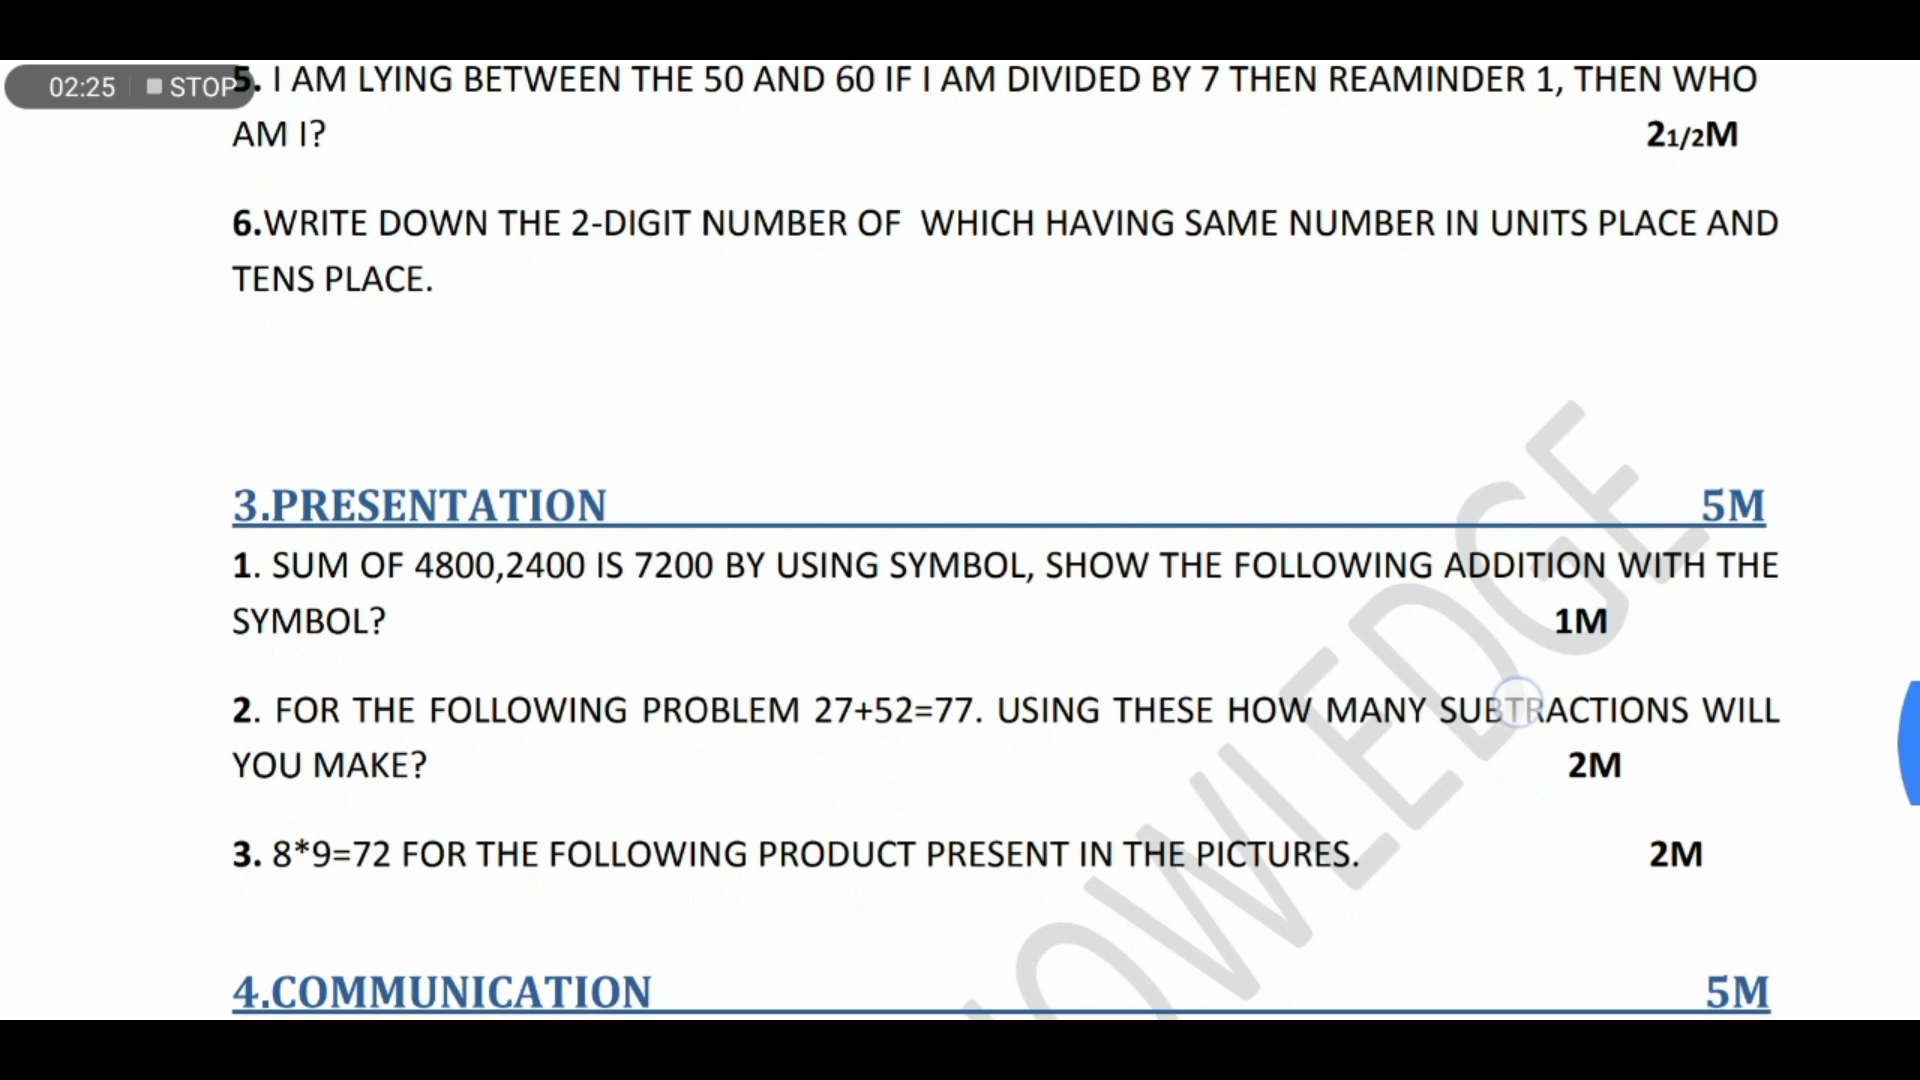 02:25 STOP
5. I AM LYING BETWEEN THE 50 AND 60 IF I AM DIVIDED BY 7 THEN REAMINDER 1, THEN WHO
AM I? 21/2M
6.WRITE DOWN THE 2-DIGIT NUMBER OF WHICH HAVING SAME NUMBER IN UNITS PLACE AND
TENS PLACE.
3.PRESENTATION 5M
1. SUM OF 4800,2400 IS 7200 BY USING SYMBOL, SHOW THE FOLLOWING ADDITION WITH THE
SYMBOL? 1M
2. FOR THE FOLLOWING PROBLEM 27+52=77. USING THESE HOW MANY SUBTRACTIONS WILL
YOU MAKE? 2M
3. 8*9=72 FOR THE FOLLOWING PRODUCT PRESENT IN THE PICTURES. 2M
4.COMMUNICATION 5M